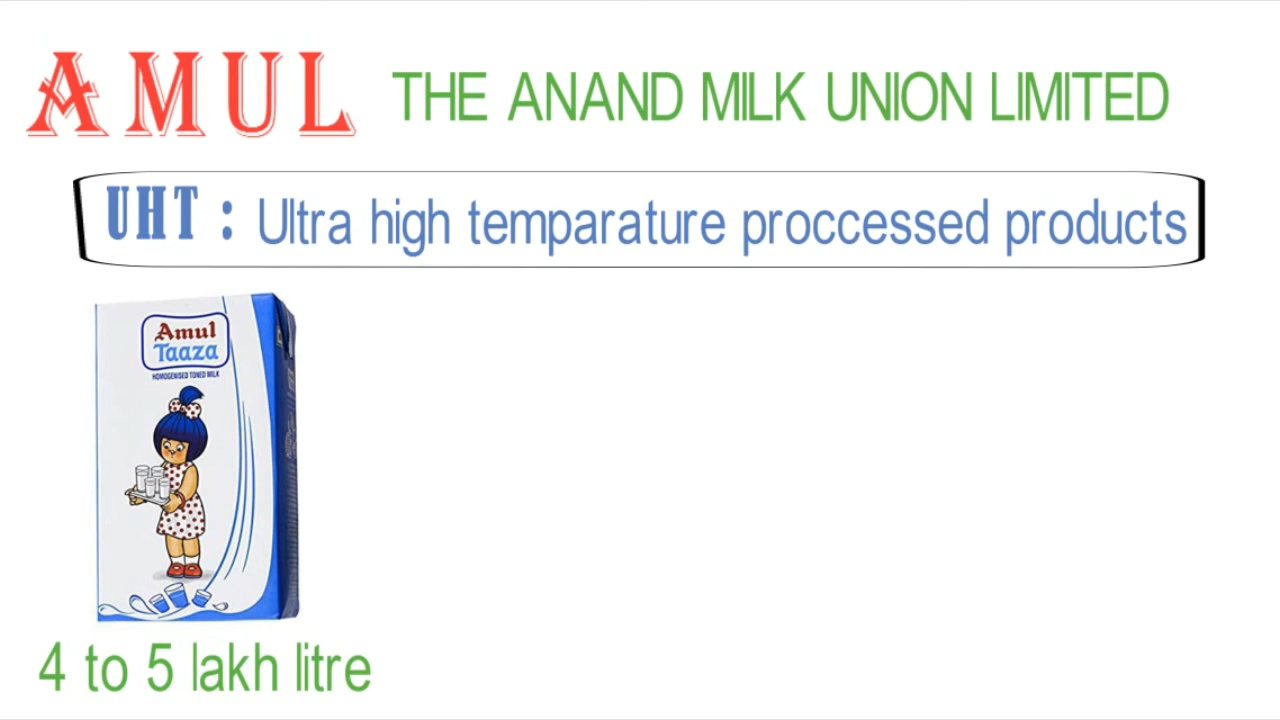 AMUL THE ANAND MILK UNION LIMITED
UHT : Ultra high temparature proccessed products
Amul
Taaza
HOMOGENISED TONED MILK
4 to 5 lakh litre